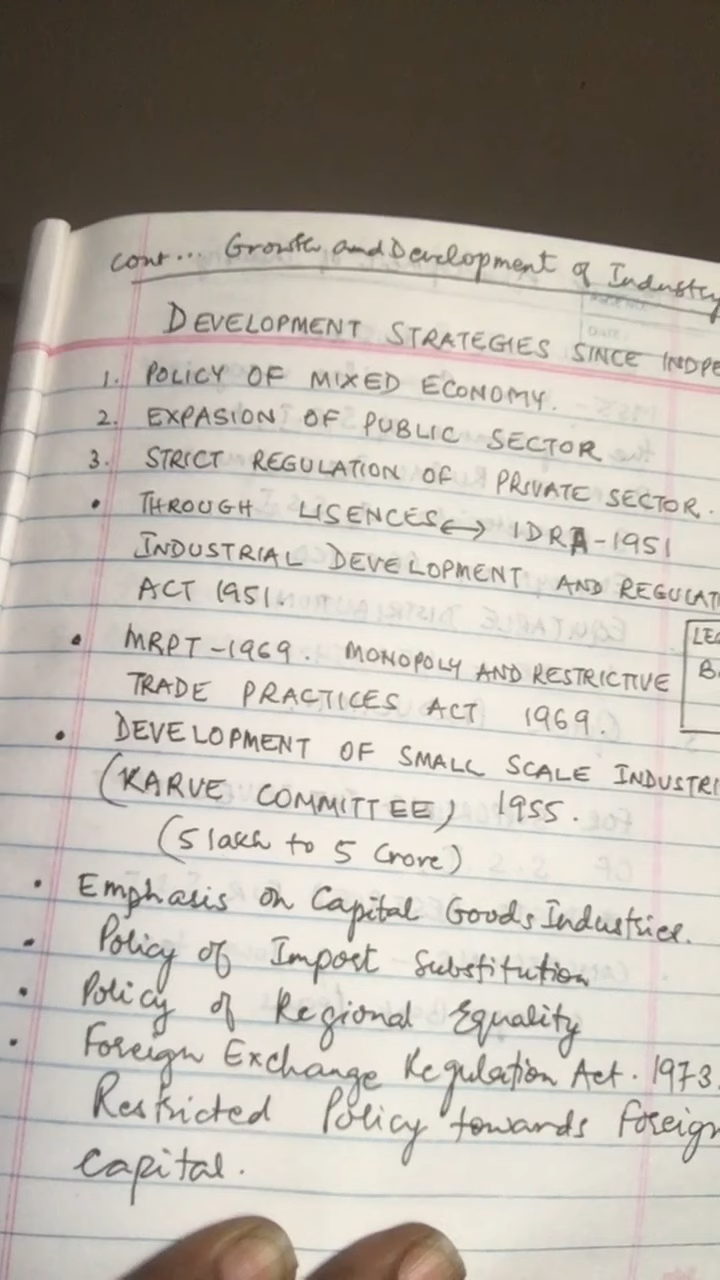 Cont... Growth and Development of Industry
DEVELOPMENT STRATEGIES SINCE INDPE
1. POLICY OF MIXED ECONOMY.
2. EXPASION OF PUBLIC SECTOR
3. STRICT REGULATION OF PRIVATE SECTOR.
• THROUGH LISENCES ↔ IDRA-1951
INDUSTRIAL DEVELOPMENT AND REGULAT
ACT 1951.
• MRPT-1969. MONOPOLY AND RESTRICTIVE
TRADE PRACTICES ACT 1969.
• DEVELOPMENT OF SMALL SCALE INDUSTRI
(KARVE COMMITTEE) 1955.
(5 lakh to 5 Crore)
• Emphasis on Capital Goods Industries.
• Policy of Import Substitution
• Policy of Regional Equality
• Foreign Exchange Regulation Act. 1973.
Restricted Policy towards foreign
capital.